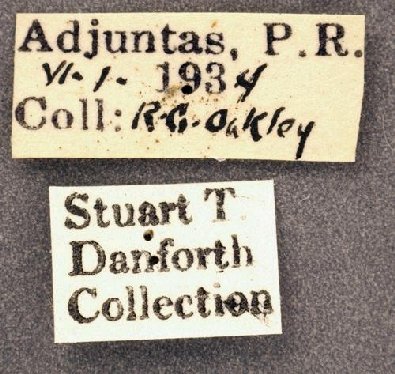 Adjuntas, P.R.
VI-1- 1934
Coll: R.G. Oakley
Stuart T
Danforth
Collection